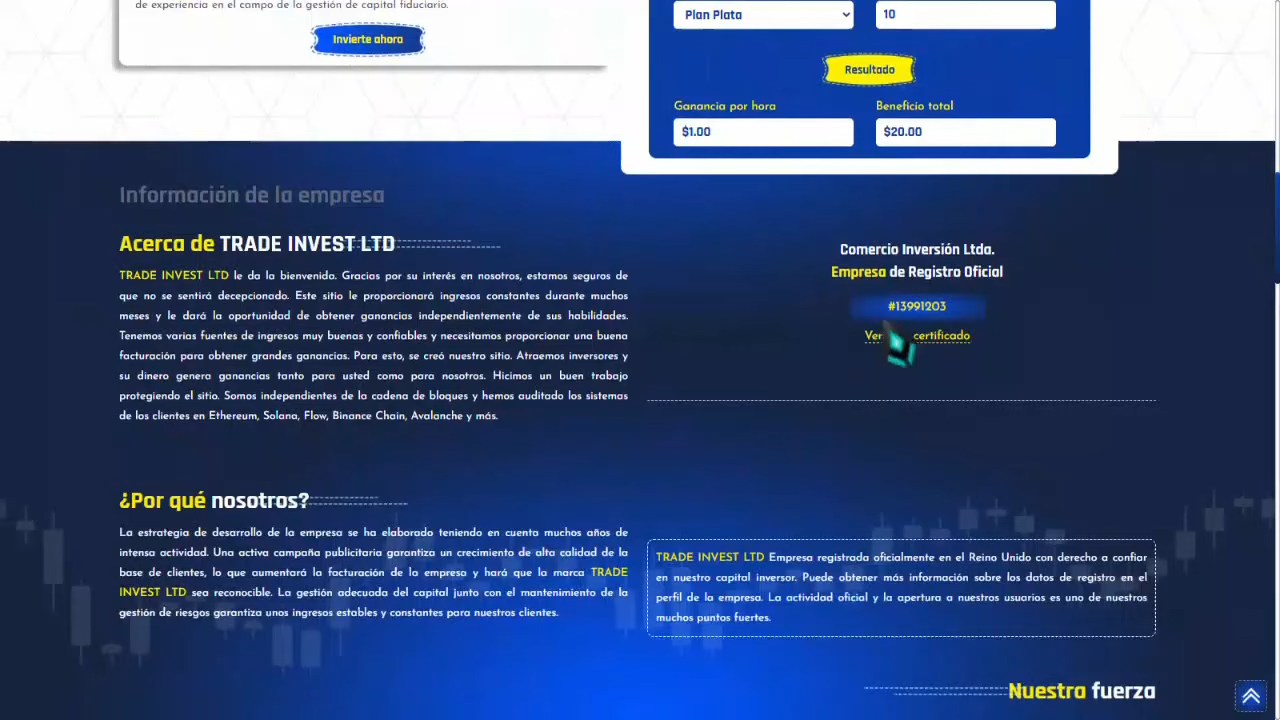 de experiencia en el campo de la gestión de capital fiduciario.
Invierte ahora
Plan Plata
10
Resultado
Ganancia por hora
Beneficio total
$1.00
$20.00
Información de la empresa
Acerca de TRADE INVEST LTD
TRADE INVEST LTD le da la bienvenida. Gracias por su interés en nosotros, estamos seguros de
que no se sentirá decepcionado. Este sitio le proporcionará ingresos constantes durante muchos
meses y le dará la oportunidad de obtener ganancias independientemente de sus habilidades.
Tenemos varias fuentes de ingresos muy buenas y confiables y necesitamos proporcionar una buena
facturación para obtener grandes ganancias. Para esto, se creó nuestro sitio. Atraemos inversores y
su dinero genera ganancias tanto para usted como para nosotros. Hicimos un buen trabajo
protegiendo el sitio. Somos independientes de la cadena de bloques y hemos auditado los sistemas
de los clientes en Ethereum, Solana, Flow, Binance Chain, Avalanche y más.
Comercio Inversión Ltda.
Empresa de Registro Oficial
#13991203
Ver certificado
¿Por qué nosotros?
La estrategia de desarrollo de la empresa se ha elaborado teniendo en cuenta muchos años de
intensa actividad. Una activa campaña publicitaria garantiza un crecimiento de alta calidad de la
base de clientes, lo que aumentará la facturación de la empresa y hará que la marca TRADE
INVEST LTD sea reconocible. La gestión adecuada del capital junto con el mantenimiento de la
gestión de riesgos garantiza unos ingresos estables y constantes para nuestros clientes.
TRADE INVEST LTD Empresa registrada oficialmente en el Reino Unido con derecho a confiar
en nuestro capital inversor. Puede obtener más información sobre los datos de registro en el
perfil de la empresa. La actividad oficial y la apertura a nuestros usuarios es uno de nuestros
muchos puntos fuertes.
Nuestra fuerza